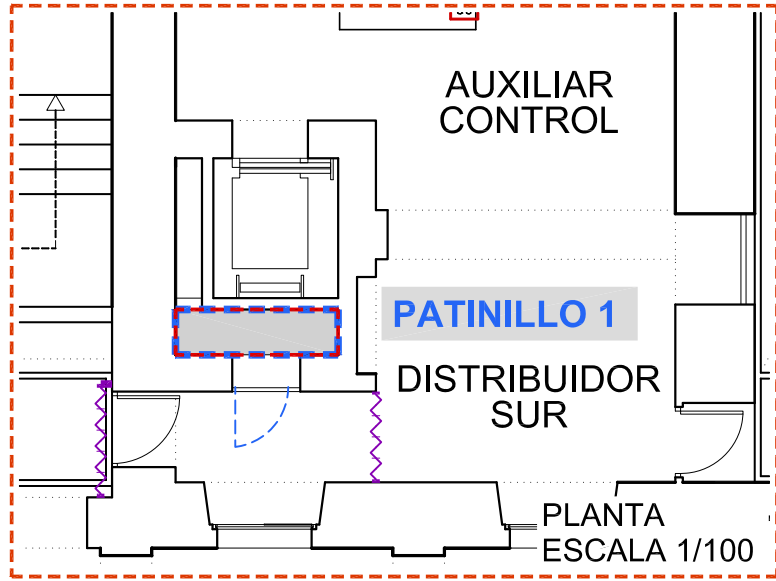 AUXILIAR
CONTROL
PATINILLO 1
DISTRIBUIDOR
SUR
PLANTA
ESCALA 1/100